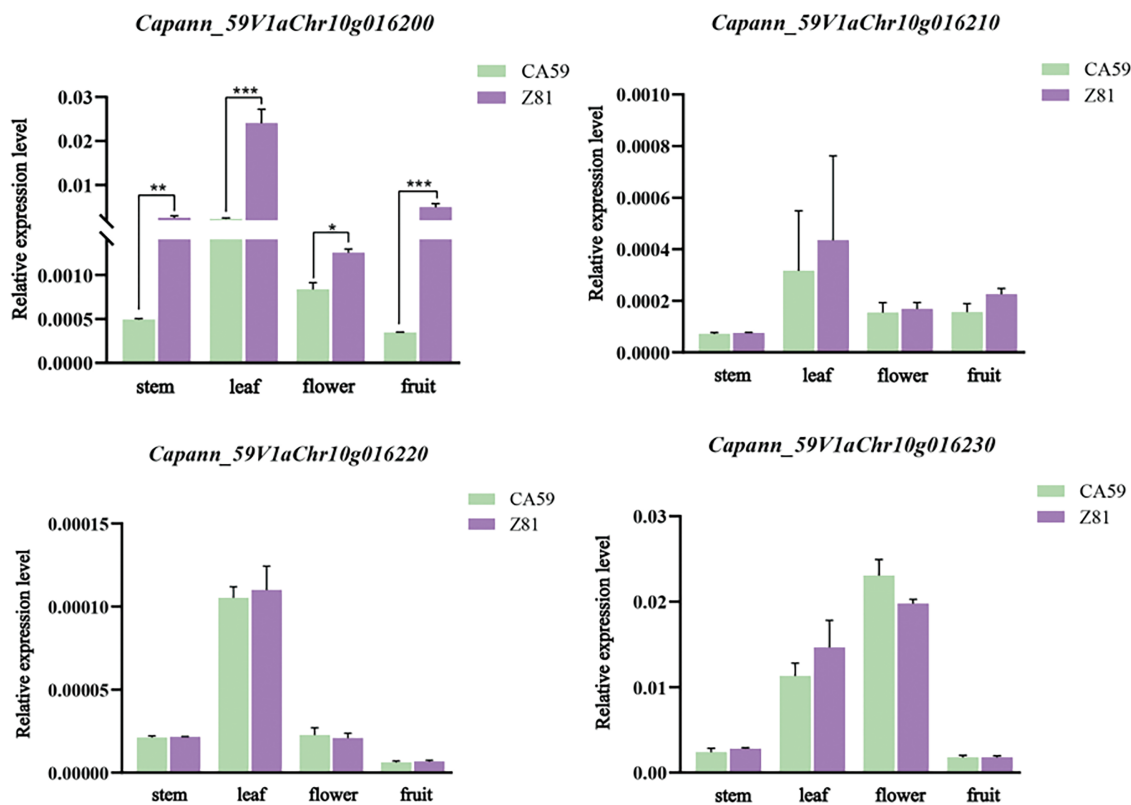 Capann_59V1aChr10g016200
CA59
Z81
Relative expression level
0.03
0.02
0.01
0.0010
0.0005
0.0000
**
***
*
***
stem leaf flower fruit
Capann_59V1aChr10g016210
CA59
Z81
Relative expression level
0.0010
0.0008
0.0006
0.0004
0.0002
0.0000
stem leaf flower fruit
Capann_59V1aChr10g016220
CA59
Z81
Relative expression level
0.00015
0.00010
0.00005
0.00000
stem leaf flower fruit
Capann_59V1aChr10g016230
CA59
Z81
Relative expression level
0.03
0.02
0.01
0.00
stem leaf flower fruit